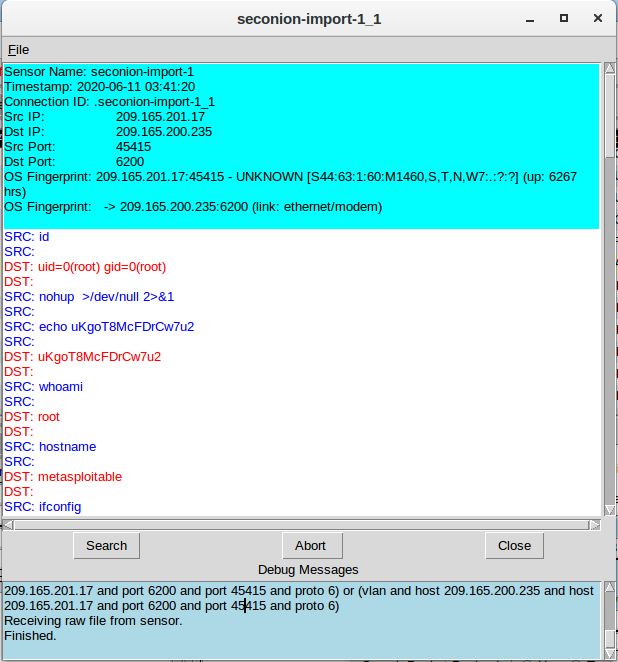 seconion-import-1_1
File
Sensor Name: seconion-import-1
Timestamp: 2020-06-11 03:41:20
Connection ID: .seconion-import-1_1
Src IP: 209.165.201.17
Dst IP: 209.165.200.235
Src Port: 45415
Dst Port: 6200
OS Fingerprint: 209.165.201.17:45415 - UNKNOWN [S44:63:1:60:M1460,S,T,N,W7:.:?:?] (up: 6267
hrs)
OS Fingerprint: -> 209.165.200.235:6200 (link: ethernet/modem)
SRC: id
SRC:
DST: uid=0(root) gid=0(root)
DST:
SRC: nohup >/dev/null 2>&1
SRC:
SRC: echo uKgoT8McFDrCw7u2
SRC:
DST: uKgoT8McFDrCw7u2
DST:
SRC: whoami
SRC:
DST: root
DST:
SRC: hostname
SRC:
DST: metasploitable
DST:
SRC: ifconfig
Search Abort Close
Debug Messages
209.165.201.17 and port 6200 and port 45415 and proto 6) or (vlan and host 209.165.200.235 and host
209.165.201.17 and port 6200 and port 45415 and proto 6)
Receiving raw file from sensor.
Finished.